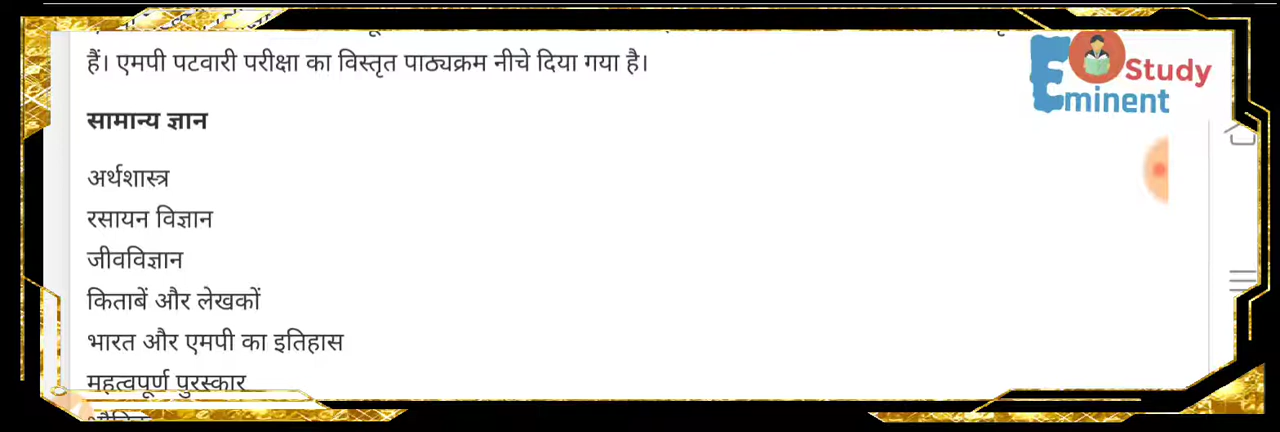 हैं। एमपी पटवारी परीक्षा का विस्तृत पाठ्यक्रम नीचे दिया गया है।
Study
Eminent
सामान्य ज्ञान
अर्थशास्त्र
रसायन विज्ञान
जीवविज्ञान
किताबें और लेखकों
भारत और एमपी का इतिहास
महत्वपूर्ण पुरस्कार